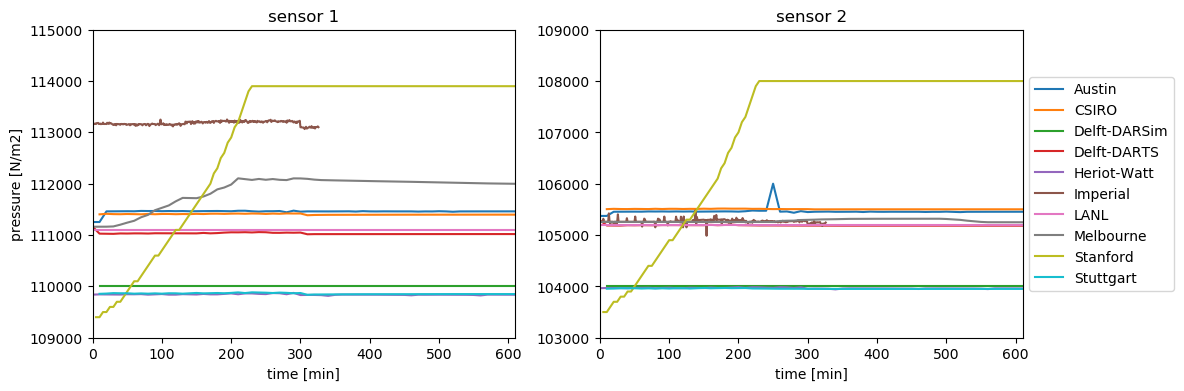 sensor 1
sensor 2
pressure [N/m2]
115000
114000
113000
112000
111000
110000
109000
0
100
200
300
400
500
600
time [min]
109000
108000
107000
106000
105000
104000
103000
0
100
200
300
400
500
600
time [min]
Austin
CSIRO
Delft-DARSim
Delft-DARTS
Heriot-Watt
Imperial
LANL
Melbourne
Stanford
Stuttgart